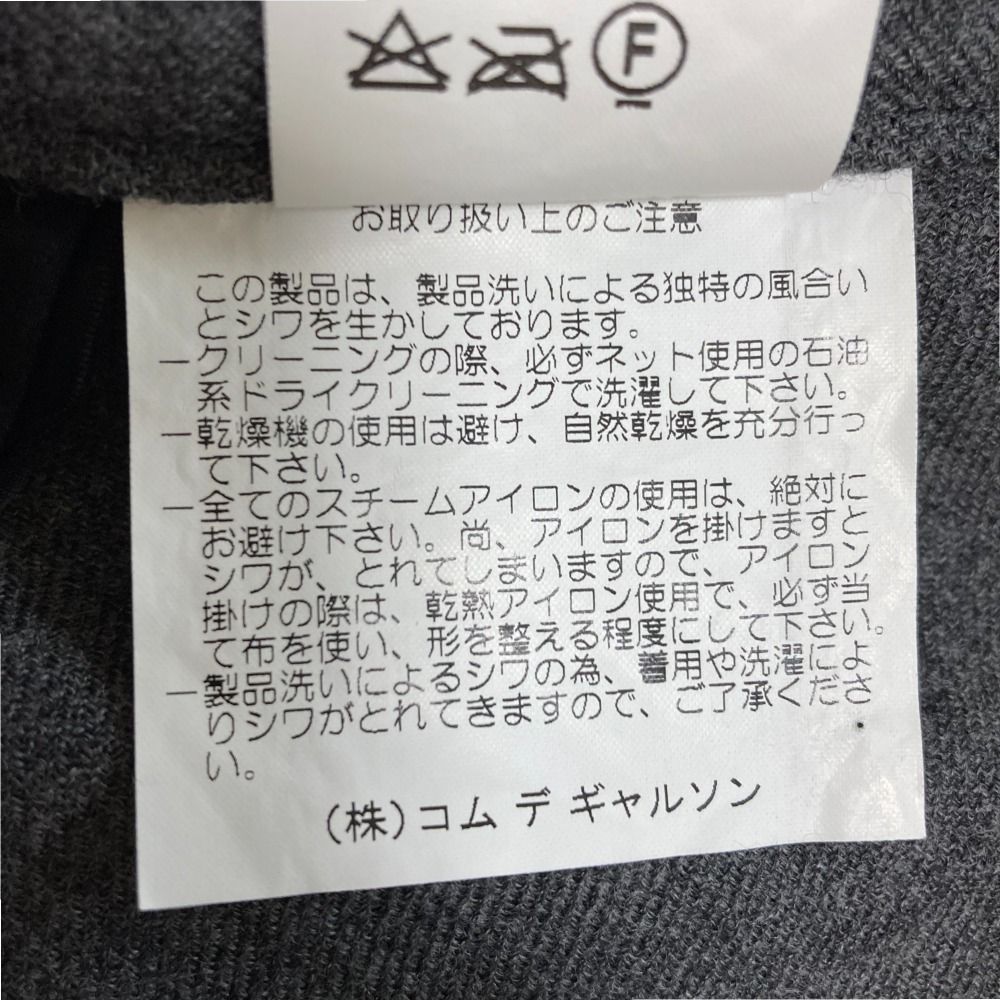 F
お取り扱い上のご注意
この製品は、製品洗いによる独特の風合い
とシワを生かしております。
—クリーニングの際、必ずネット使用の石油
系ドライクリーニングで洗濯して下さい。
—乾燥機の使用は避け、自然乾燥を充分行っ
て下さい。
—全てのスチームアイロンの使用は、絶対に
お避け下さい。尚、アイロンを掛けますと
シワが、とれてしまいますので、アイロン
掛けの際は、乾熱アイロン使用で、必ず当
て布を使い、形を整える程度にして下さい。
—製品洗いによるシワの為、着用や洗濯によ
りシワがとれてきますので、ご了承くださ
い。
(株)コム デ ギャルソン